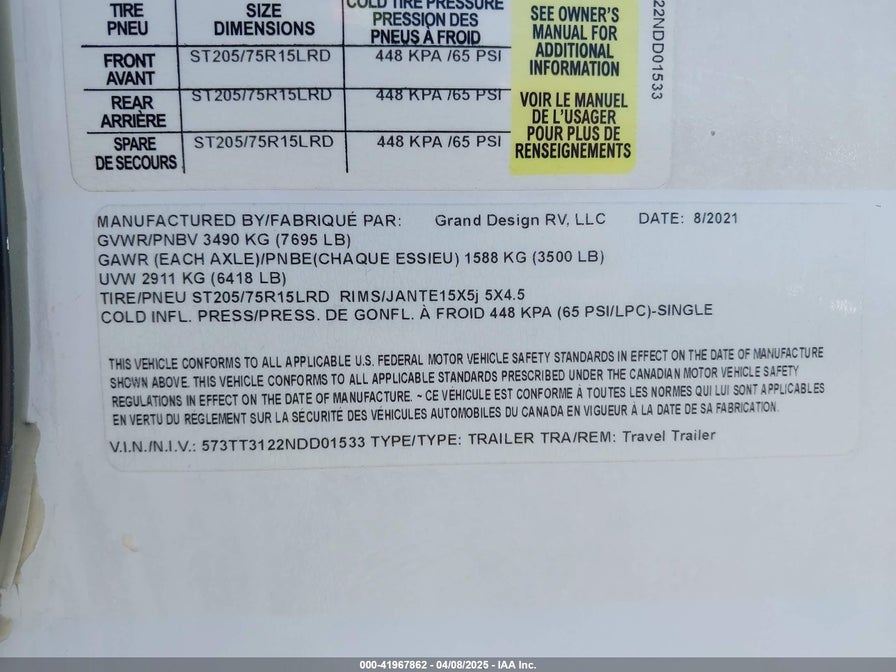 TIRE SIZE COLD TIRE PRESSURE
PNEU DIMENSIONS PRESSION DES
PNEUS À FROID
FRONT ST205/75R15LRD 448 KPA /65 PSI
AVANT
REAR ST205/75R15LRD 448 KPA /65 PSI
ARRIÈRE
SPARE ST205/75R15LRD 448 KPA /65 PSI
DE SECOURS
SEE OWNER'S
MANUAL FOR
ADDITIONAL
INFORMATION
VOIR LE MANUEL
DE L'USAGER
POUR PLUS DE
RENSEIGNEMENTS
22NDD01533
MANUFACTURED BY/FABRIQUÉ PAR: Grand Design RV, LLC DATE: 8/2021
GVWR/PNBV 3490 KG (7695 LB)
GAWR (EACH AXLE)/PNBE(CHAQUE ESSIEU) 1588 KG (3500 LB)
UVW 2911 KG (6418 LB)
TIRE/PNEU ST205/75R15LRD RIMS/JANTE15X5j 5X4.5
COLD INFL. PRESS/PRESS. DE GONFL. À FROID 448 KPA (65 PSI/LPC)-SINGLE
THIS VEHICLE CONFORMS TO ALL APPLICABLE U.S. FEDERAL MOTOR VEHICLE SAFETY STANDARDS IN EFFECT ON THE DATE OF MANUFACTURE
SHOWN ABOVE. THIS VEHICLE CONFORMS TO ALL APPLICABLE STANDARDS PRESCRIBED UNDER THE CANADIAN MOTOR VEHICLE SAFETY
REGULATIONS IN EFFECT ON THE DATE OF MANUFACTURE. ~ CE VÉHICULE EST CONFORME À TOUTES LES NORMES QUI LUI SONT APPLICABLES
EN VERTU DU RÈGLEMENT SUR LA SÉCURITÉ DES VÉHICULES AUTOMOBILES DU CANADA EN VIGUEUR À LA DATE DE SA FABRICATION.
V.I.N./N.I.V.: 573TT3122NDD01533 TYPE/TYPE: TRAILER TRA/REM: Travel Trailer
000-41967862 - 04/08/2025 - IAA Inc.